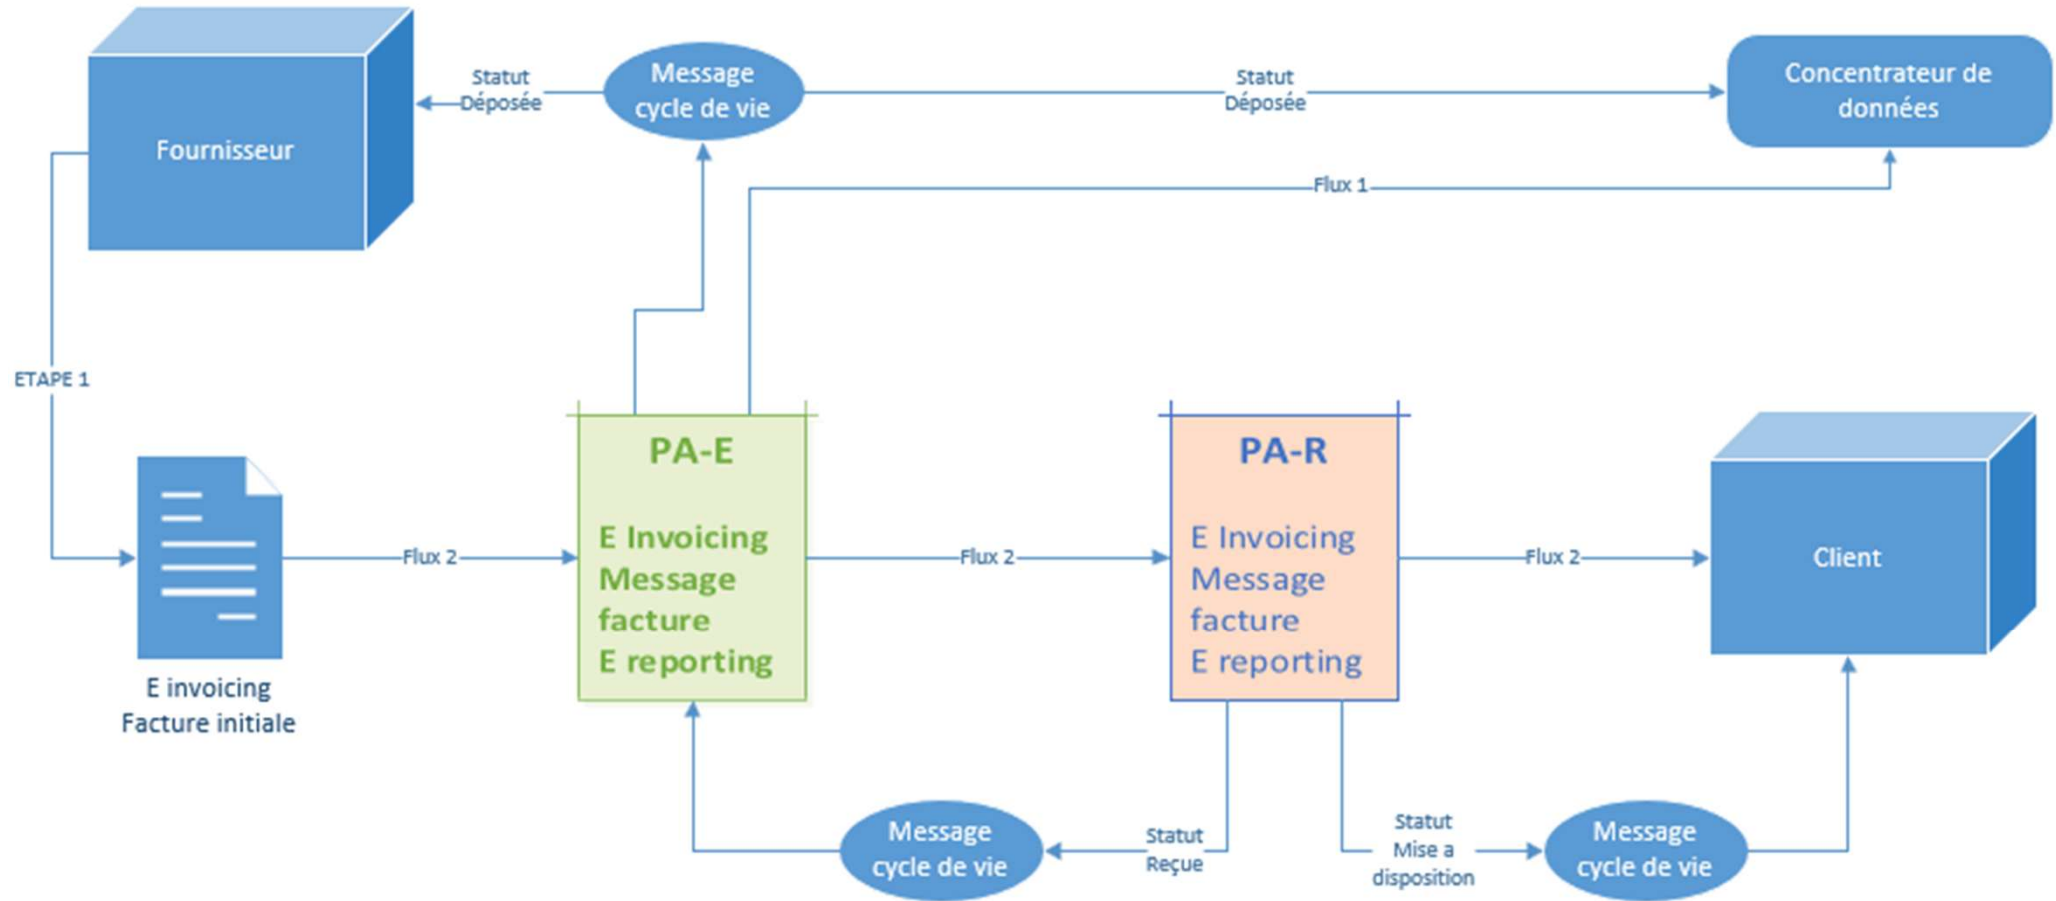 Fournisseur
Statut
Déposée
Message
cycle de vie
Statut
Déposée
Concentrateur de
données
Flux 1
ETAPE 1
E invoicing
Facture initiale
Flux 2
PA-E
E Invoicing
Message
facture
E reporting
Flux 2
PA-R
E Invoicing
Message
facture
E reporting
Flux 2
Client
Message
cycle de vie
Statut
Reçue
Statut
Mise a
disposition
Message
cycle de vie